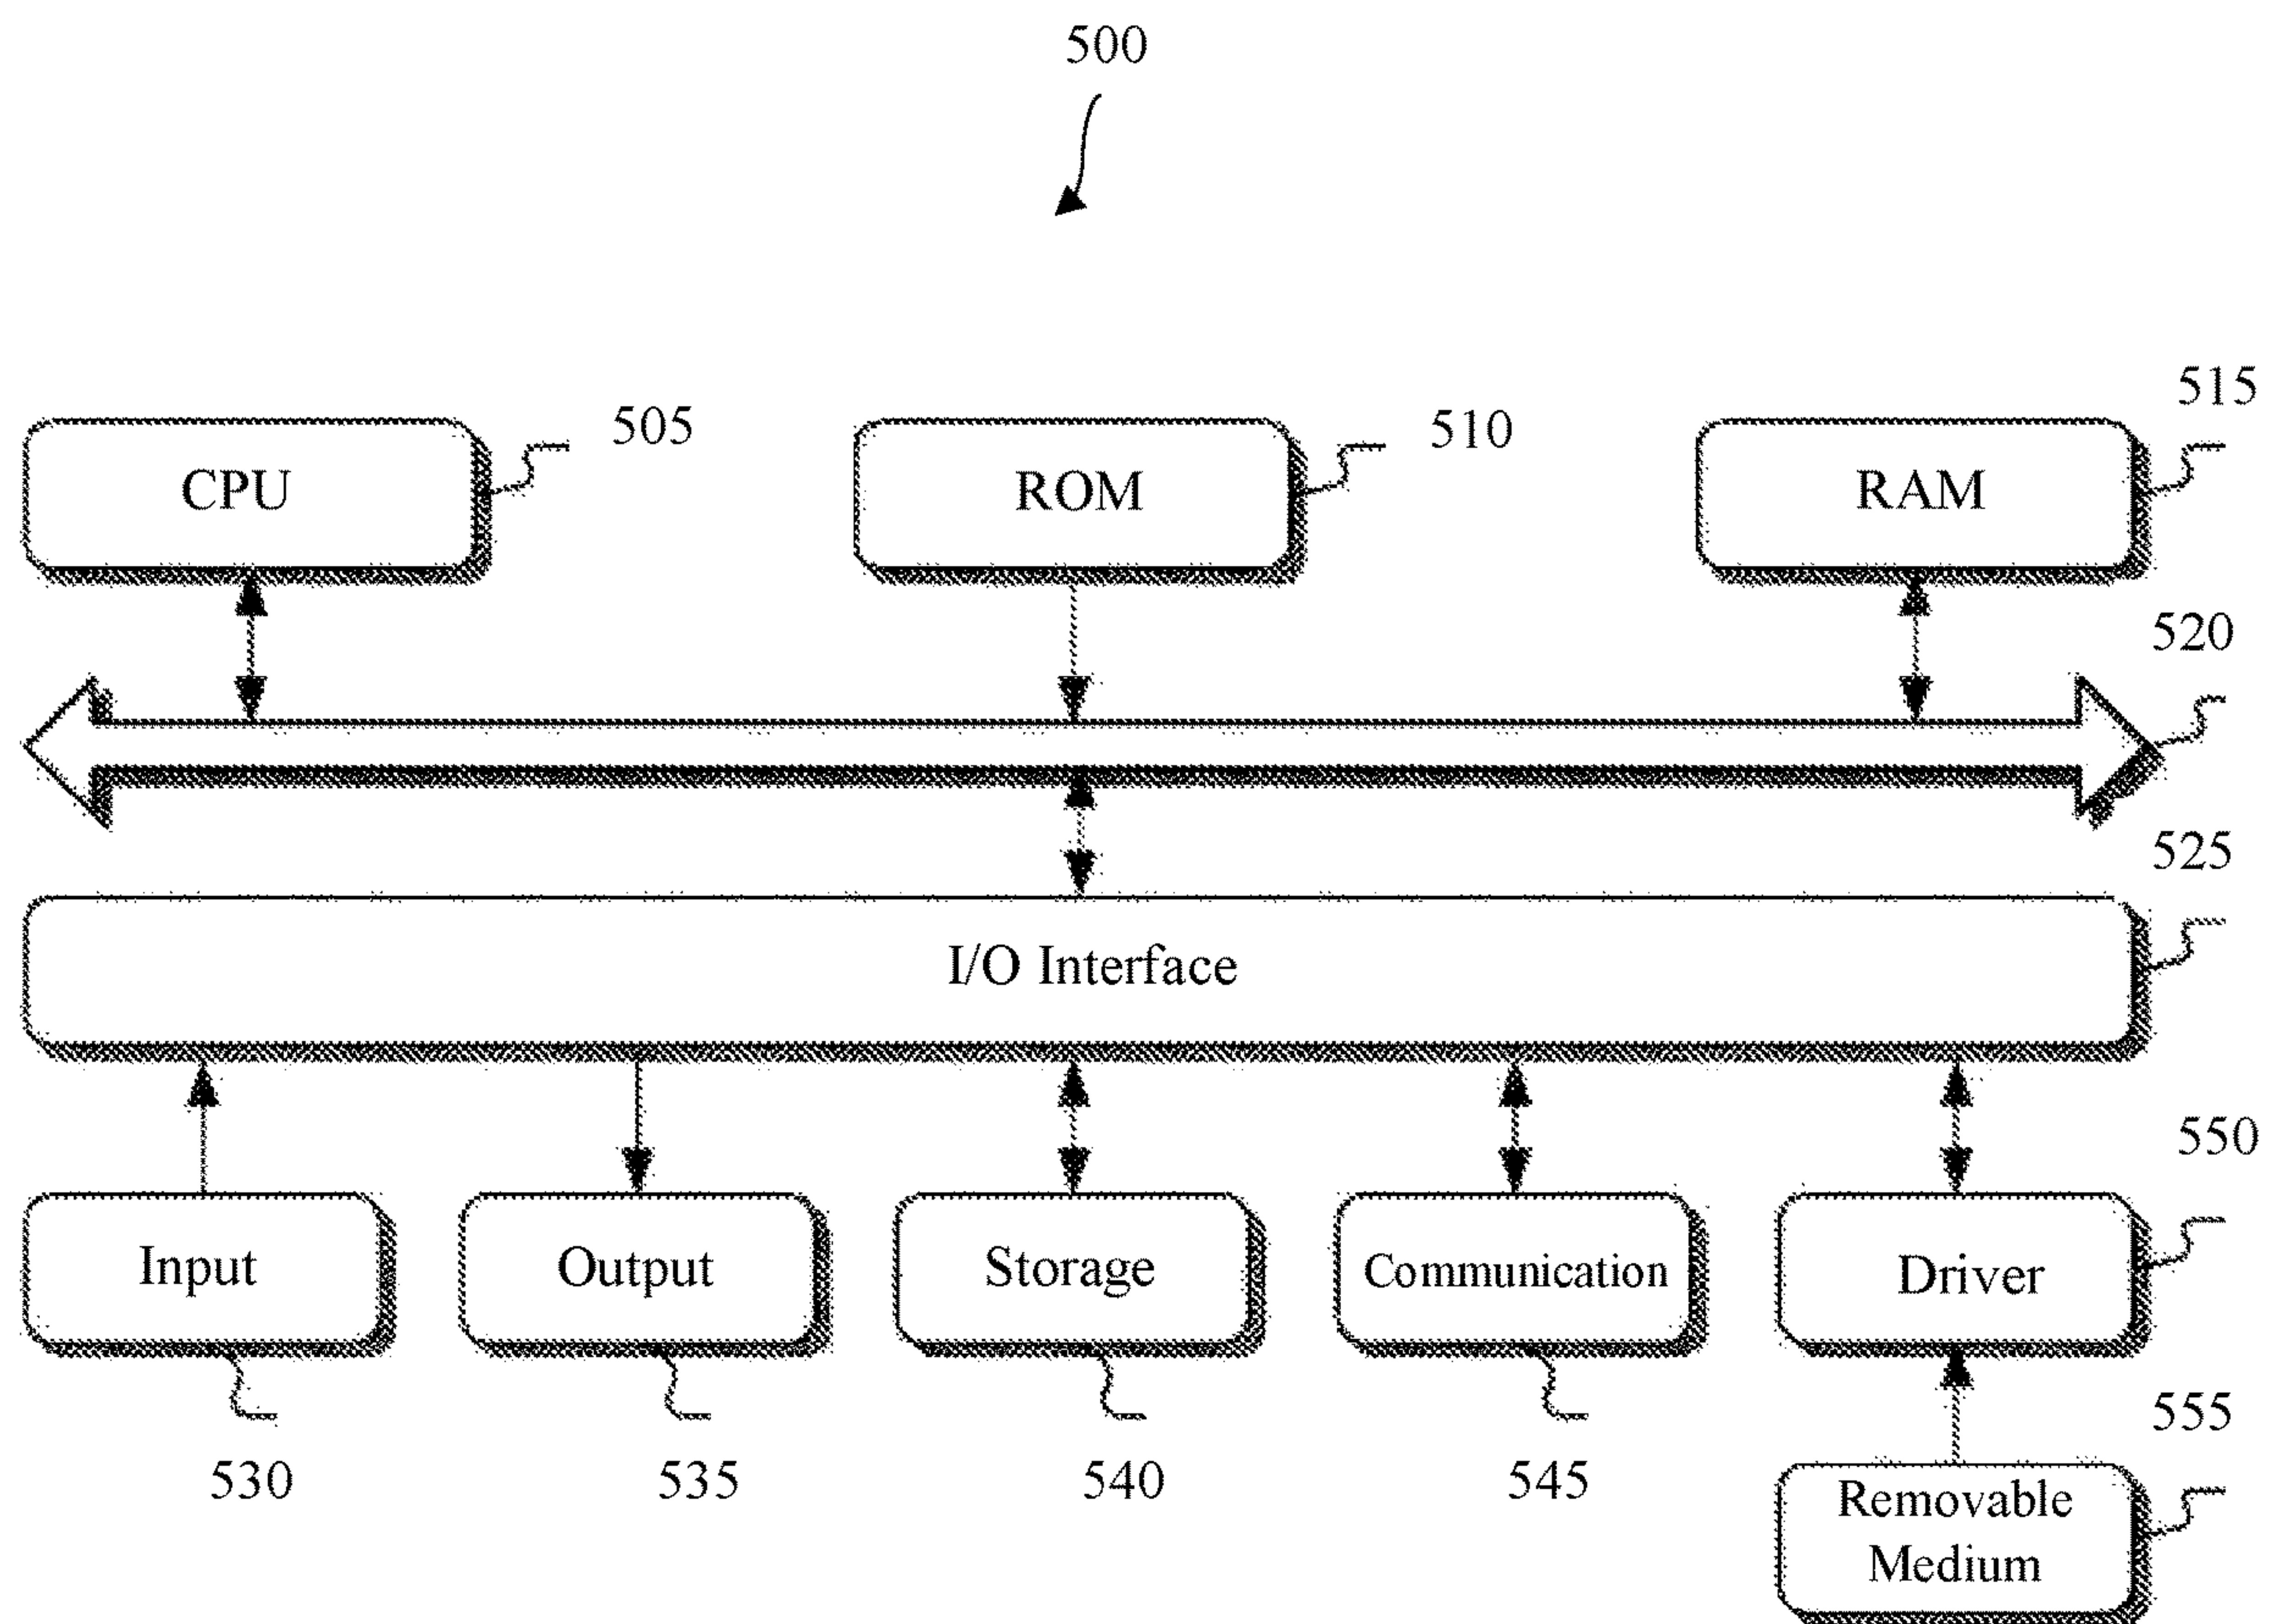 500
515
505
510
CPU
ROM
RAM
520
525
I/O Interface
550
Input
Output
Storage
Communication
Driver
555
530
535
540
545
Removable
Medium